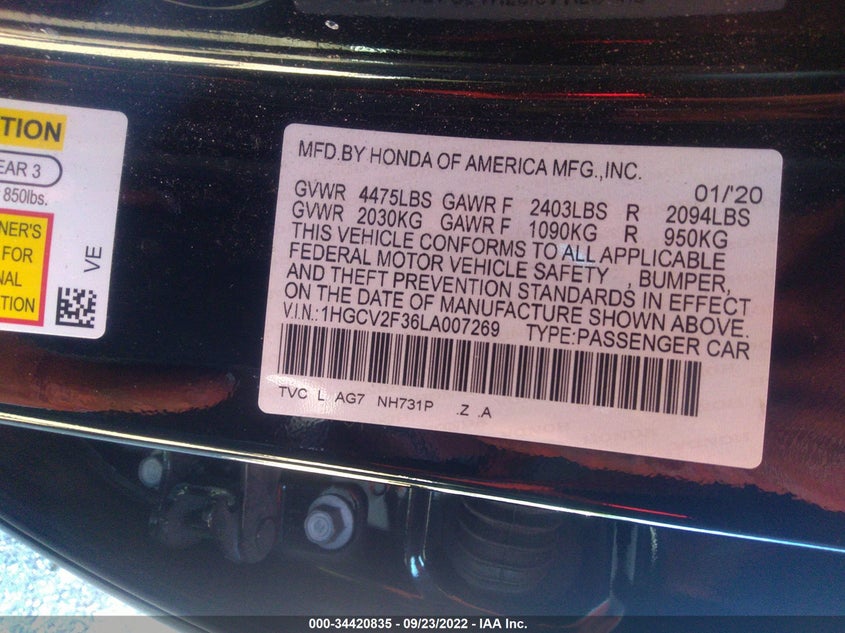 TION
EAR 3
850lbs.
NER'S
FOR
NAL
TION
VE
MFD.BY HONDA OF AMERICA MFG.,INC.
01/'20
GVWR 4475LBS GAWR F 2403LBS R 2094LBS
GVWR 2030KG GAWR F 1090KG R 950KG
THIS VEHICLE CONFORMS TO ALL APPLICABLE
FEDERAL MOTOR VEHICLE SAFETY , BUMPER,
AND THEFT PREVENTION STANDARDS IN EFFECT
ON THE DATE OF MANUFACTURE SHOWN ABOVE.
V.I.N.:1HGCV2F36LA007269 TYPE:PASSENGER CAR
TVC L AG7 NH731P .Z .A
000-34420835 - 09/23/2022 - IAA Inc.